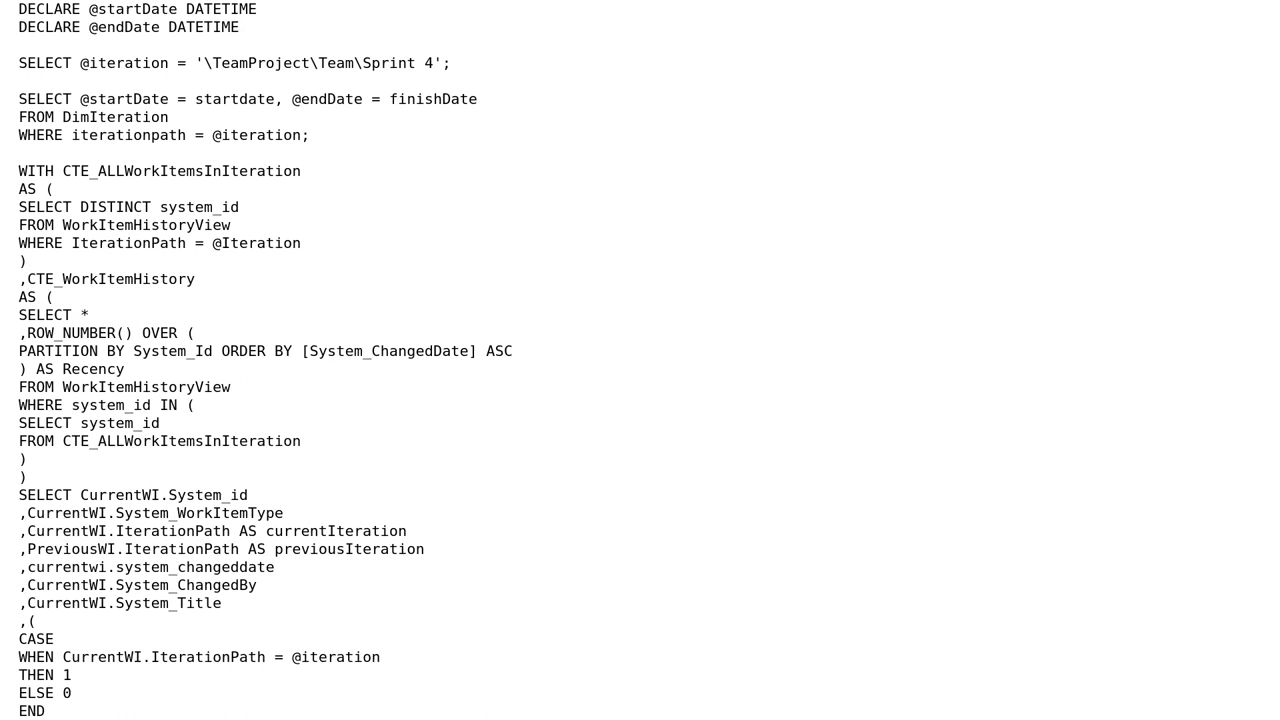 DECLARE @startDate DATETIME
DECLARE @endDate DATETIME
SELECT @iteration = '\TeamProject\Team\Sprint 4';
SELECT @startDate = startdate, @endDate = finishDate
FROM DimIteration
WHERE iterationpath = @iteration;
WITH CTE_ALLWorkItemsInIteration
AS (
SELECT DISTINCT system_id
FROM WorkItemHistoryView
WHERE IterationPath = @Iteration
)
,CTE_WorkItemHistory
AS (
SELECT *
,ROW_NUMBER() OVER (
PARTITION BY System_Id ORDER BY [System_ChangedDate] ASC
) AS Recency
FROM WorkItemHistoryView
WHERE system_id IN (
SELECT system_id
FROM CTE_ALLWorkItemsInIteration
)
)
SELECT CurrentWI.System_id
,CurrentWI.System_WorkItemType
,CurrentWI.IterationPath AS currentIteration
,PreviousWI.IterationPath AS previousIteration
,currentwi.system_changeddate
,CurrentWI.System_ChangedBy
,CurrentWI.System_Title
,(
CASE
WHEN CurrentWI.IterationPath = @iteration
THEN 1
ELSE 0
END